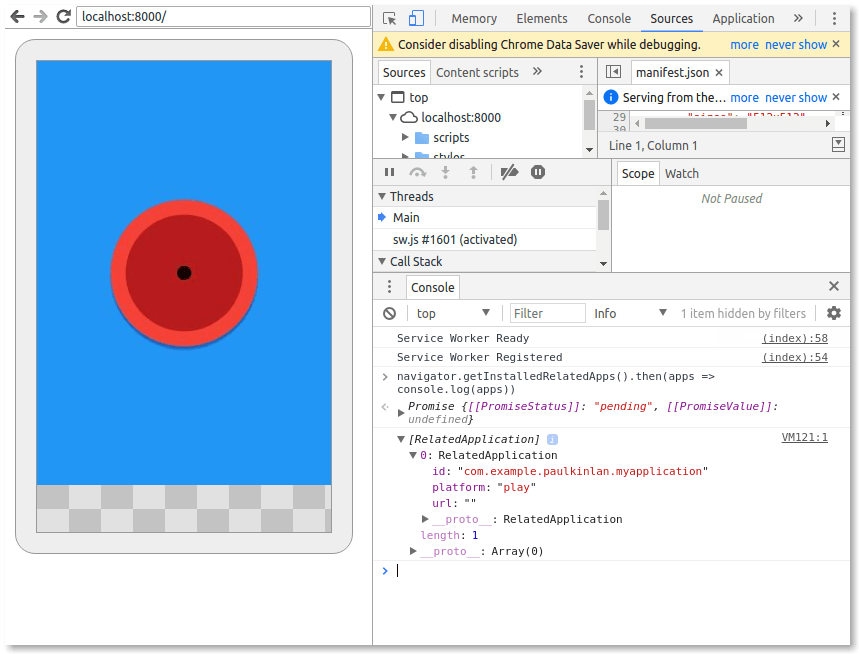 localhost:8000/
Memory Elements Console Sources Application »
Consider disabling Chrome Data Saver while debugging. more never show ×
Sources Content scripts »
manifest.json ×
top
Serving from the... more never show ×
localhost:8000
29 "512x512"
scripts
30
styles
Line 1, Column 1
Scope Watch
Threads
Not Paused
Main
sw.js #1601 (activated)
Call Stack
Console
top Filter Info 1 item hidden by filters
Service Worker Ready (index):58
Service Worker Registered (index):54
navigator.getInstalledRelatedApps().then(apps =>
console.log(apps))
Promise {[[PromiseStatus]]: "pending", [[PromiseValue]]:
undefined}
[RelatedApplication] i VM121:1
0: RelatedApplication
id: "com.example.paulkinlan.myapplication"
platform: "play"
url: ""
__proto__: RelatedApplication
length: 1
__proto__: Array(0)